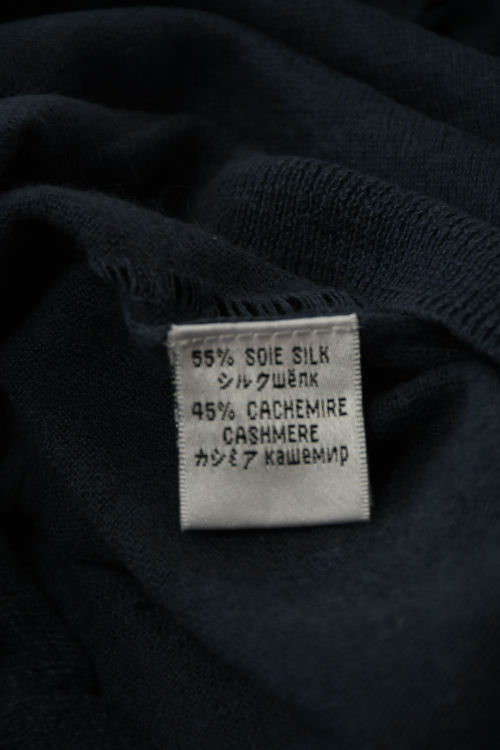 55% SOIE SILK
シルクшёлк
45% CACHEMIRE
CASHMERE
カシミア кашемир